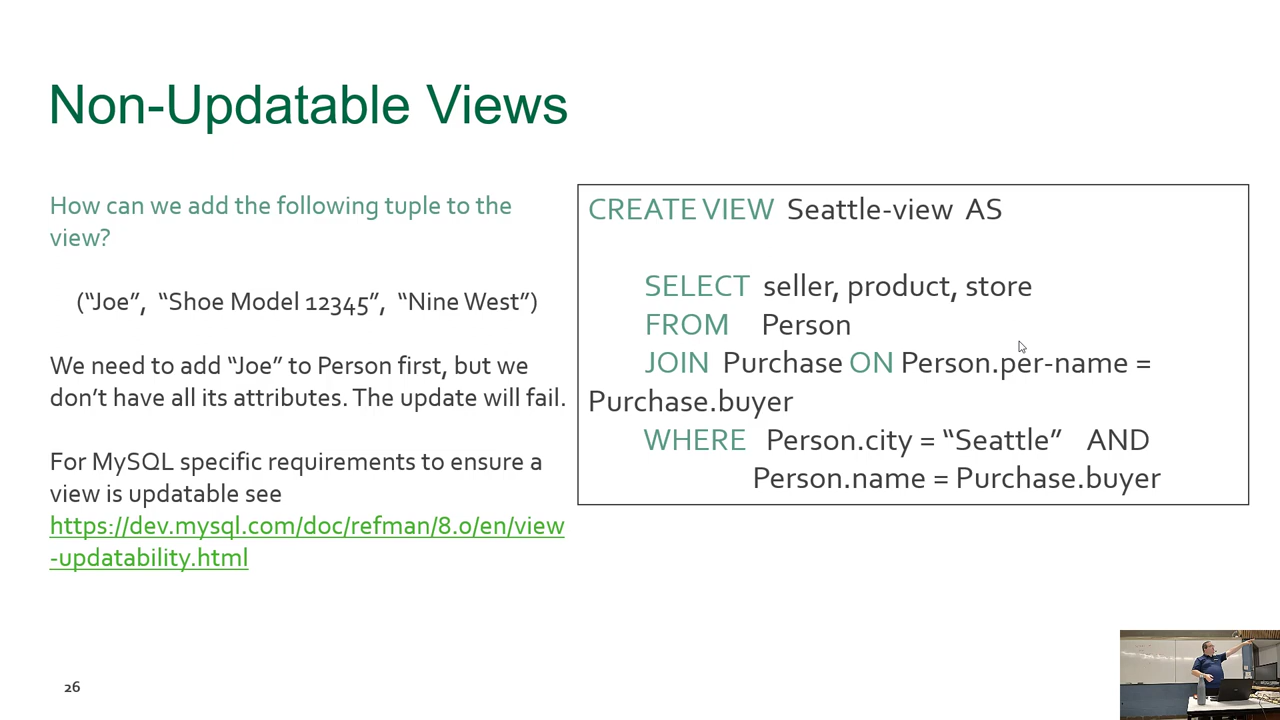 Non-Updatable Views
How can we add the following tuple to the
view?
(“Joe”, “Shoe Model 12345”, “Nine West”)
We need to add “Joe” to Person first, but we
don’t have all its attributes. The update will fail.
For MySQL specific requirements to ensure a
view is updatable see
https://dev.mysql.com/doc/refman/8.0/en/view
-updatability.html
CREATE VIEW Seattle-view AS
SELECT seller, product, store
FROM Person
JOIN Purchase ON Person.per-name =
Purchase.buyer
WHERE Person.city = “Seattle” AND
Person.name = Purchase.buyer
26